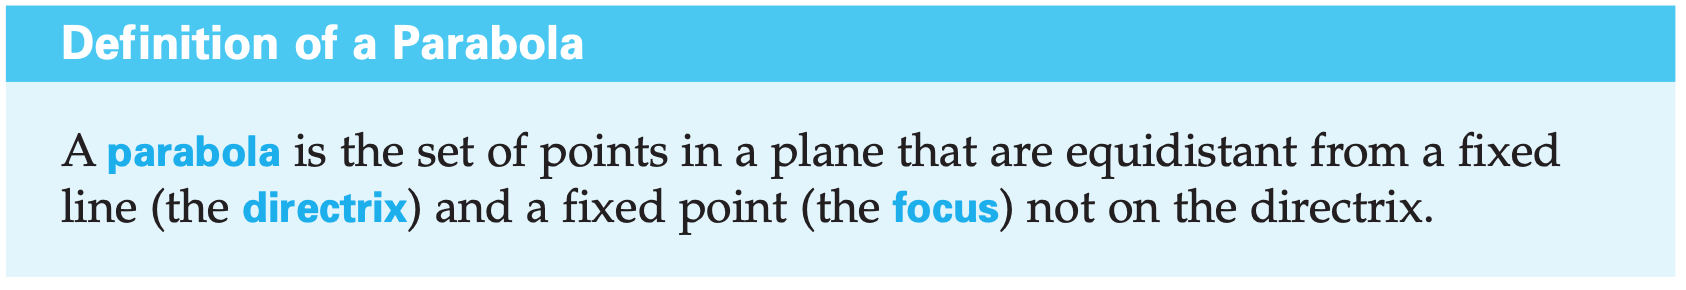 Definition of a Parabola
A parabola is the set of points in a plane that are equidistant from a fixed
line (the directrix) and a fixed point (the focus) not on the directrix.